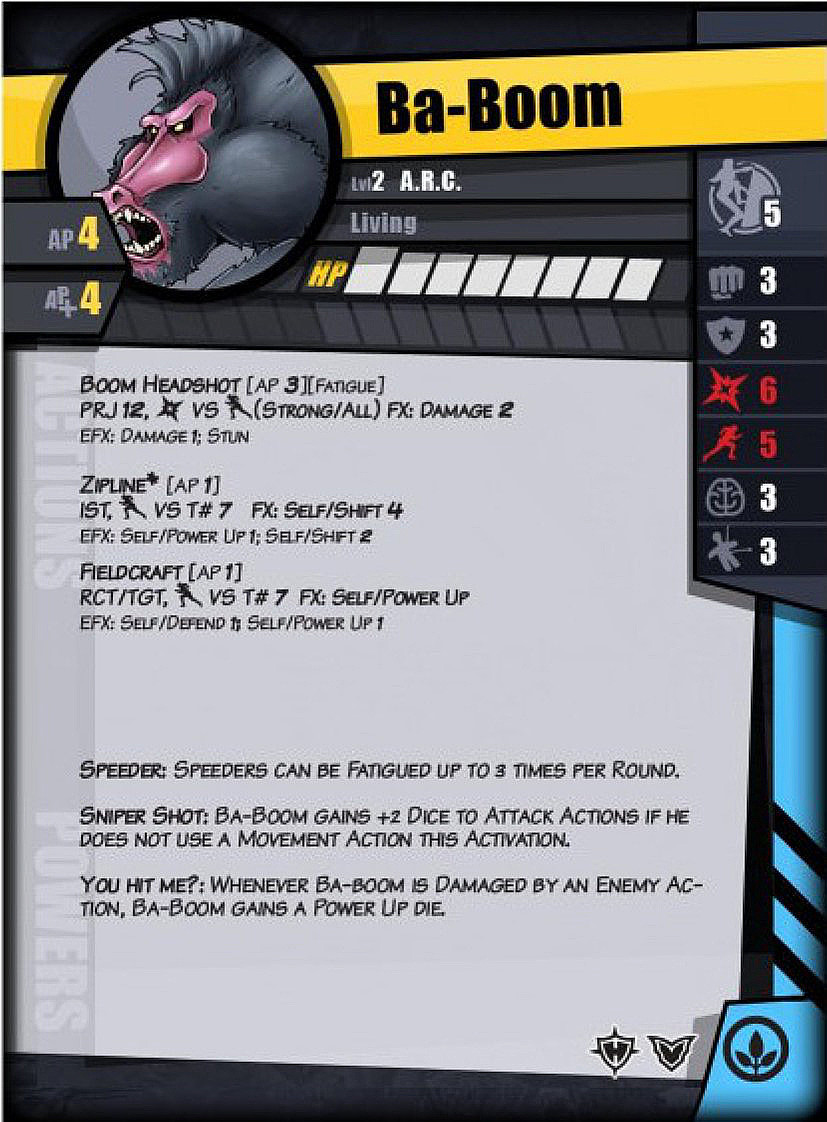 Ba-Boom
Lvl2 A.R.C.
Living
AP 4
AP+ 4
HP
5
3
3
6
5
3
3
ACTIONS
BOOM HEADSHOT [AP 3][FATIGUE]
PRJ 12, VS (STRONG/ALL) FX: DAMAGE 2
EFX: DAMAGE 1; STUN
ZIPLINE* [AP 1]
IST, VS T# 7 FX: SELF/SHIFT 4
EFX: SELF/POWER UP 1; SELF/SHIFT 2
FIELDCRAFT [AP 1]
RCT/TGT, VS T# 7 FX: SELF/POWER UP
EFX: SELF/DEFEND 1; SELF/POWER UP 1
POWERS
SPEEDER: SPEEDERS CAN BE FATIGUED UP TO 3 TIMES PER ROUND.
SNIPER SHOT: BA-BOOM GAINS +2 DICE TO ATTACK ACTIONS IF HE
DOES NOT USE A MOVEMENT ACTION THIS ACTIVATION.
YOU HIT ME?: WHENEVER BA-BOOM IS DAMAGED BY AN ENEMY AC-
TION, BA-BOOM GAINS A POWER UP DIE.